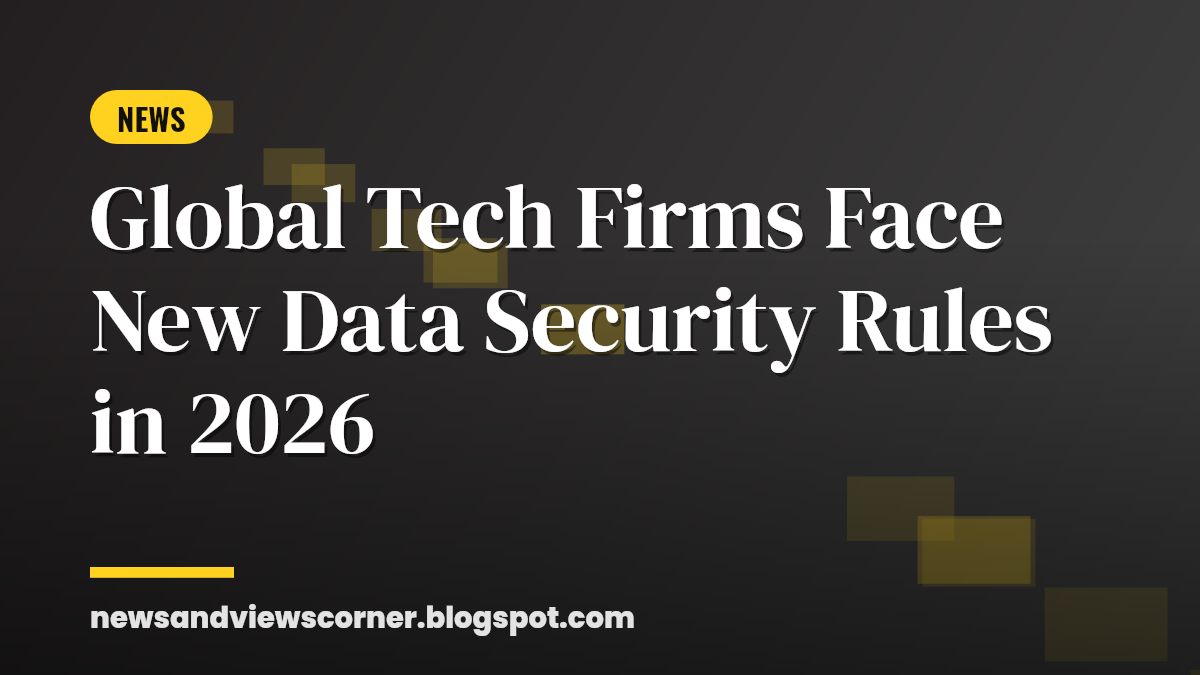 NEWS
Global Tech Firms Face
New Data Security Rules
in 2026
newsandviewscorner.blogspot.com